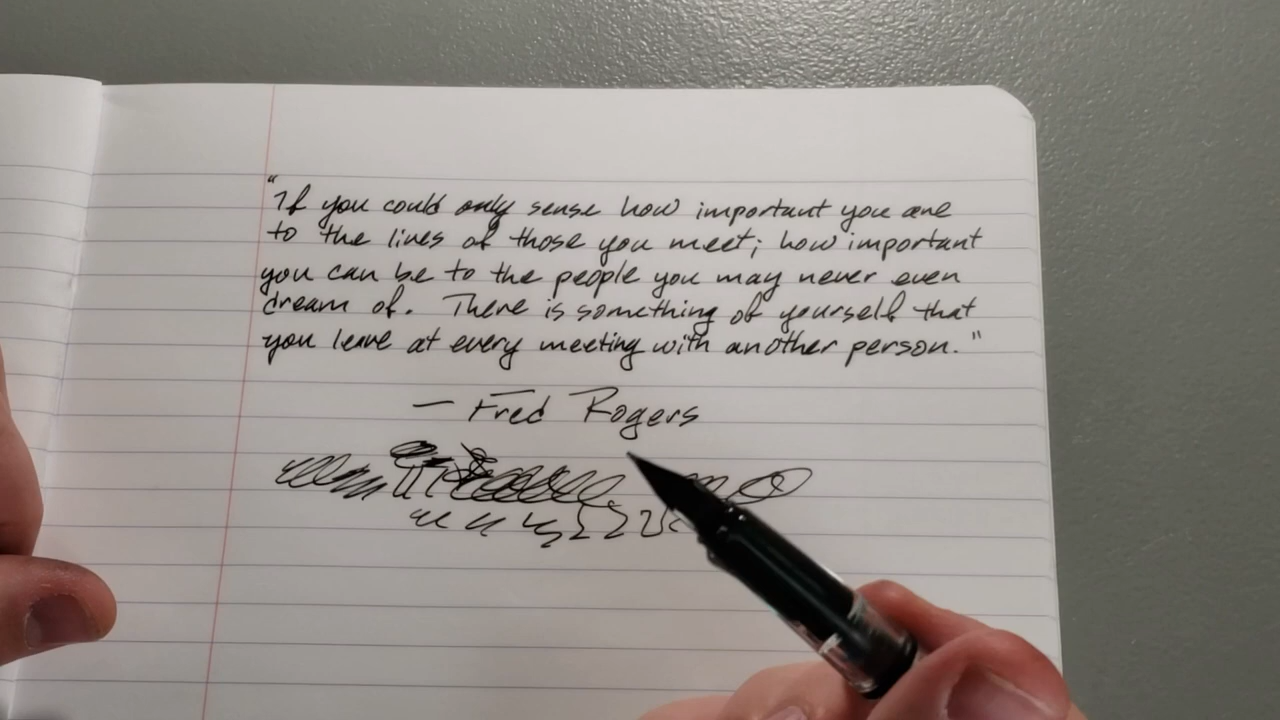 "If you could only sense how important you are
to the lives of those you meet; how important
you can be to the people you may never even
dream of. There is something of yourself that
you leave at every meeting with another person."
— Fred Rogers